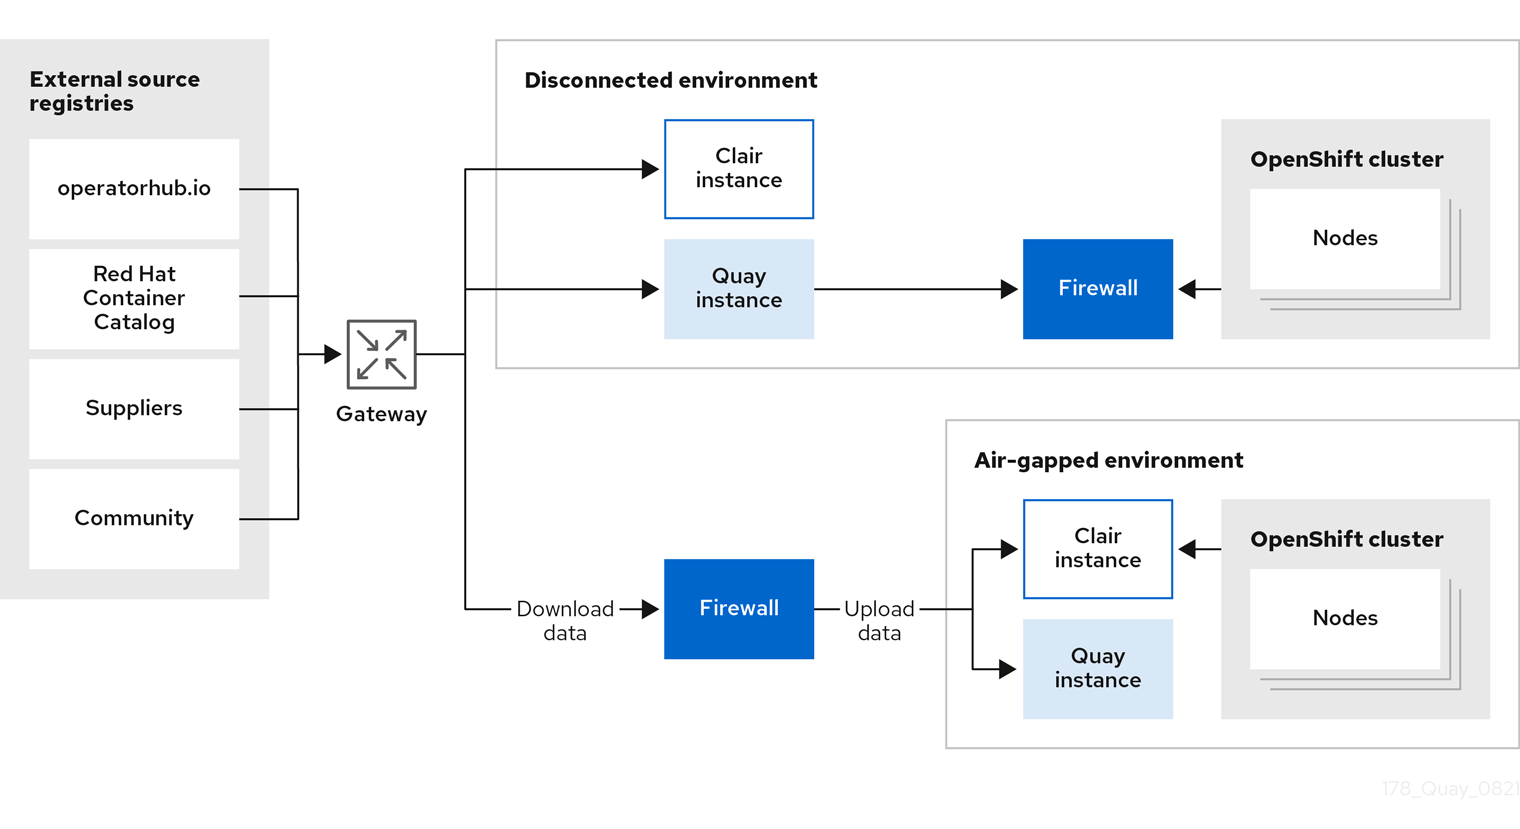 External source
registries
operatorhub.io
Red Hat
Container
Catalog
Suppliers
Community
Gateway
Disconnected environment
Clair
instance
Quay
instance
Firewall
OpenShift cluster
Nodes
Download
data
Firewall
Upload
data
Air-gapped environment
Clair
instance
Quay
instance
OpenShift cluster
Nodes
178_Quay_0821